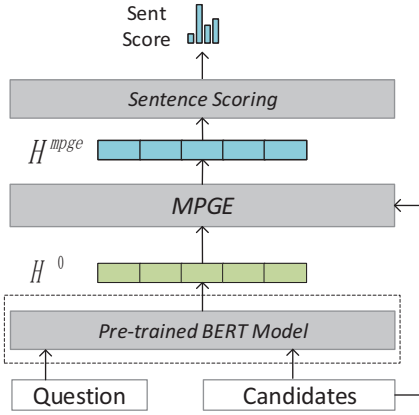 Sent
Score
Sentence Scoring
H^mpge
MPGE
H^0
Pre-trained BERT Model
Question
Candidates